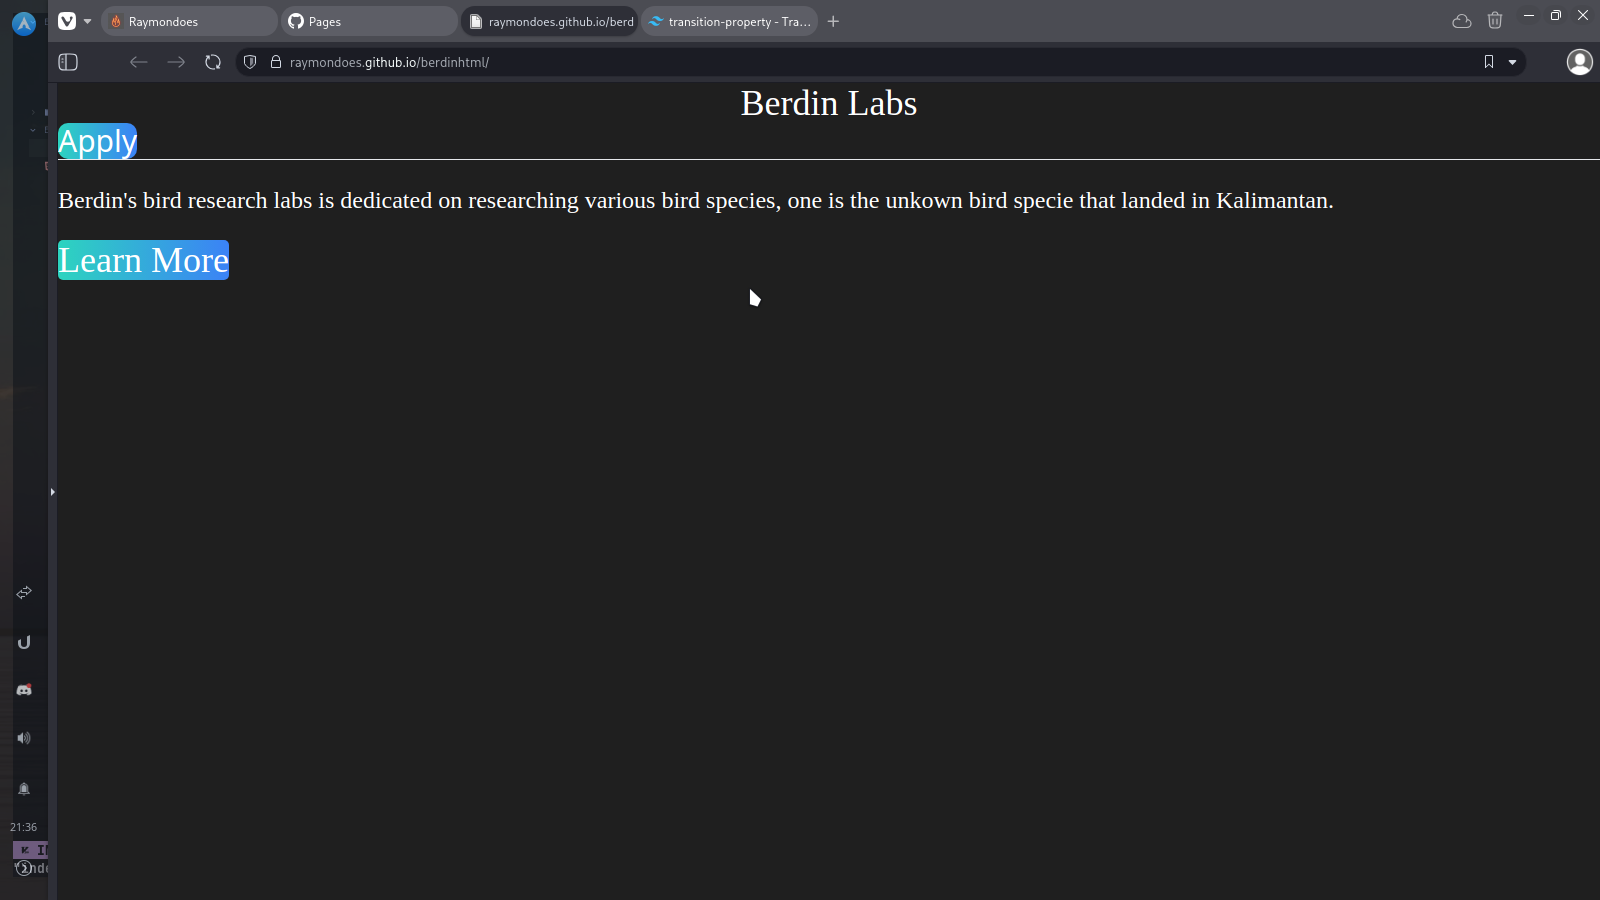 Raymondoes
Pages
raymondoes.github.io/berd
transition-property - Tra...
raymondoes.github.io/berdinhtml/
Berdin Labs
Apply
Berdin's bird research labs is dedicated on researching various bird species, one is the unkown bird specie that landed in Kalimantan.
Learn More
21:36